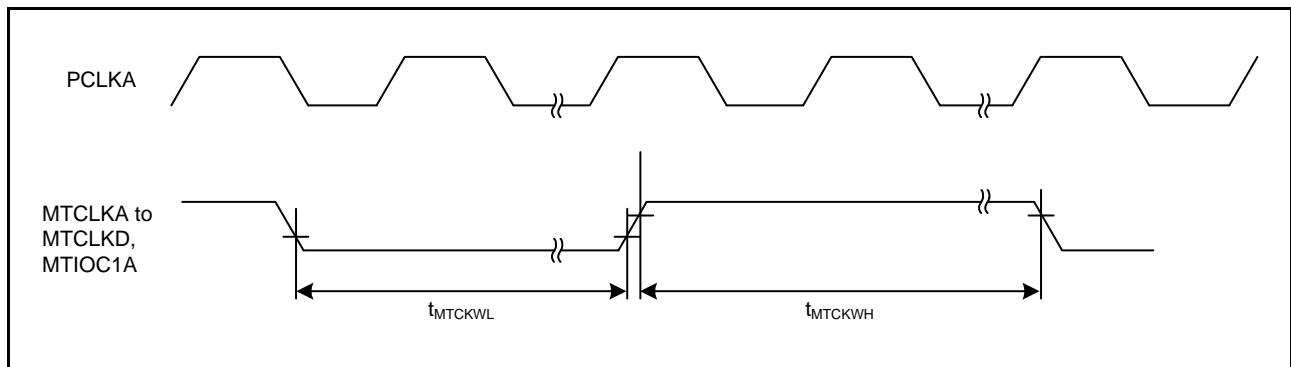 PCLKA
MTCLKA to
MTCLKD,
MTIOC1A
tMTCKWL
tMTCKWH